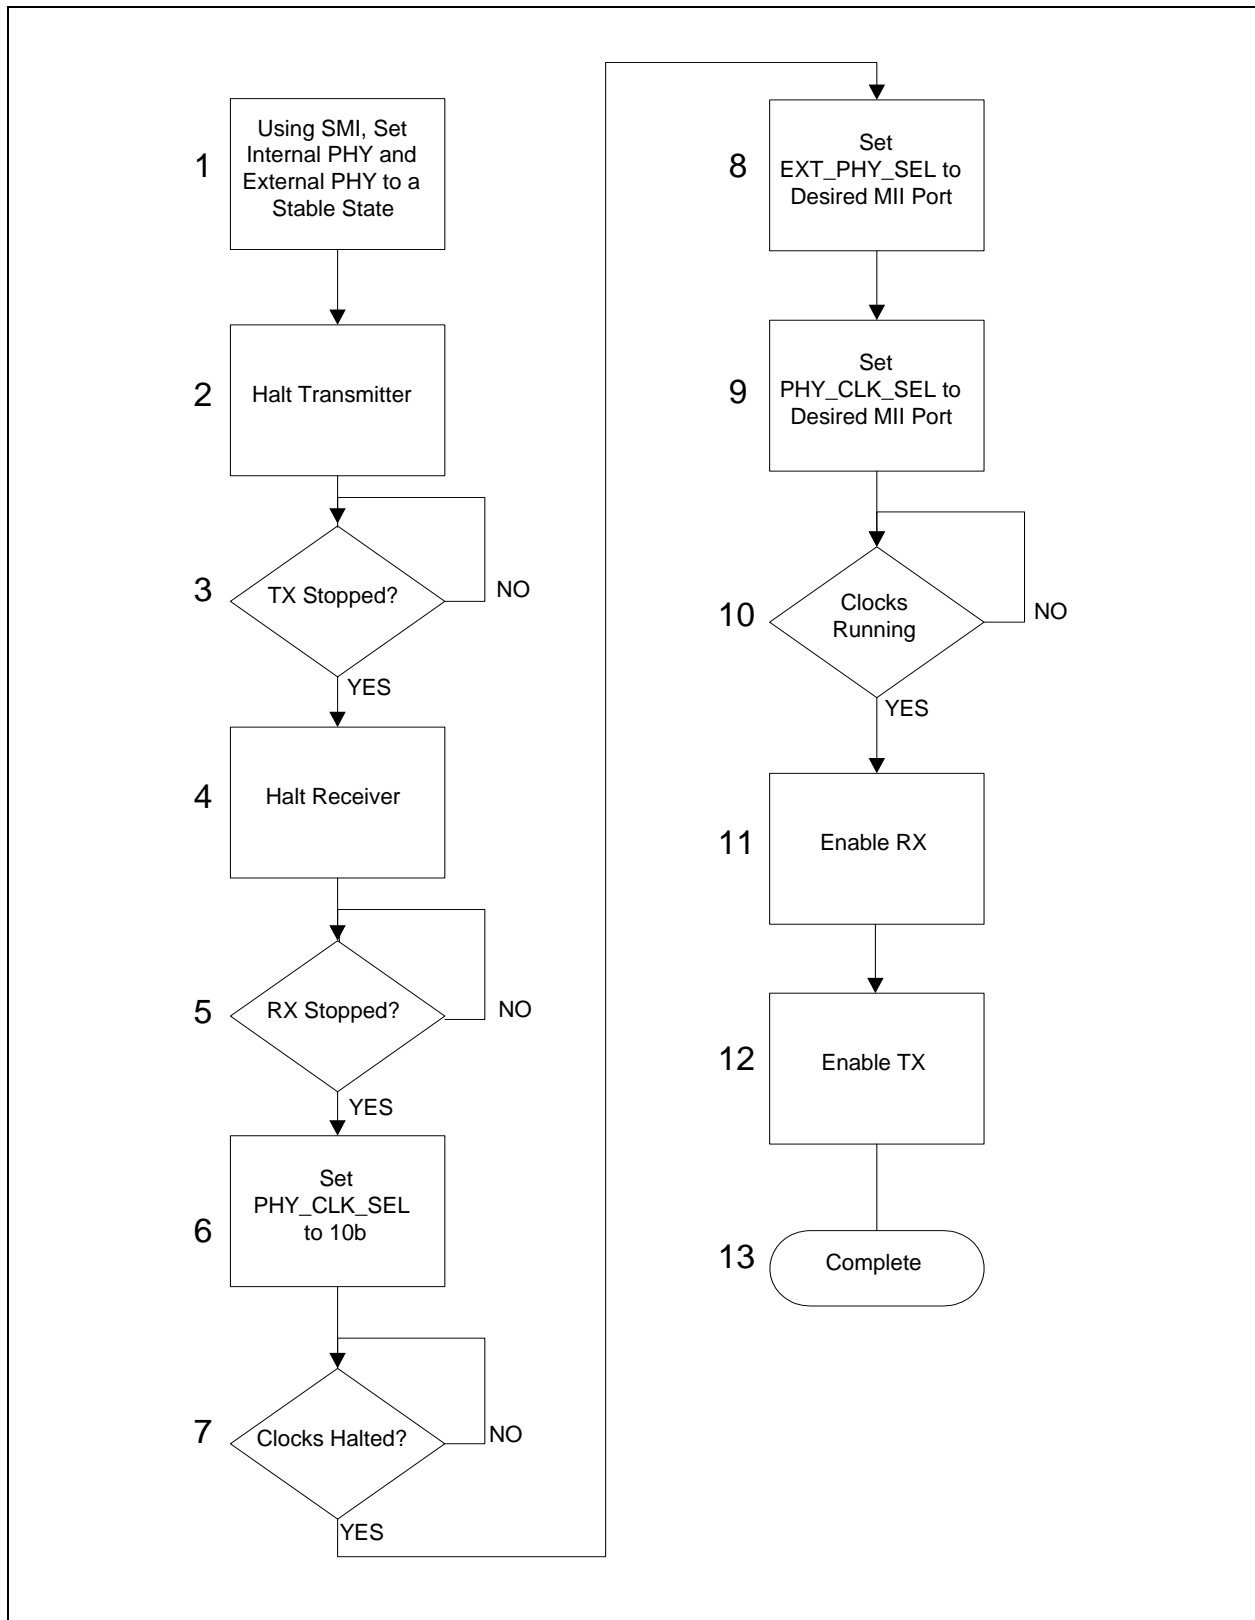 1
Using SMI, Set
Internal PHY and
External PHY to a
Stable State
2
Halt Transmitter
3
TX Stopped?
NO
YES
4
Halt Receiver
5
RX Stopped?
NO
YES
6
Set
PHY_CLK_SEL
to 10b
7
Clocks Halted?
NO
YES
8
Set
EXT_PHY_SEL to
Desired MII Port
9
Set
PHY_CLK_SEL to
Desired MII Port
10
Clocks
Running
NO
YES
11
Enable RX
12
Enable TX
13
Complete